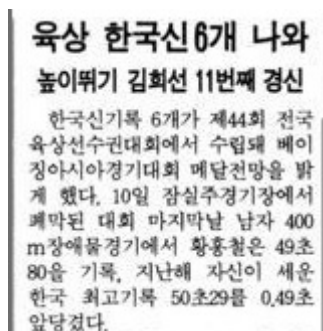 육상 한국신6개 나와
높이뛰기 김희선 11번째 경신
한국신기록 6개가 제44회 전국
육상선수권대회에서 수립돼 베이
징아시아경기대회 메달전망을 밝
게 했다. 10일 잠실주경기장에서
폐막된 대회 마지막날 남자 400
m장애물경기에서 황홍철은 49초
80을 기록, 지난해 자신이 세운
한국 최고기록 50초29를 0.49초
앞당겼다.